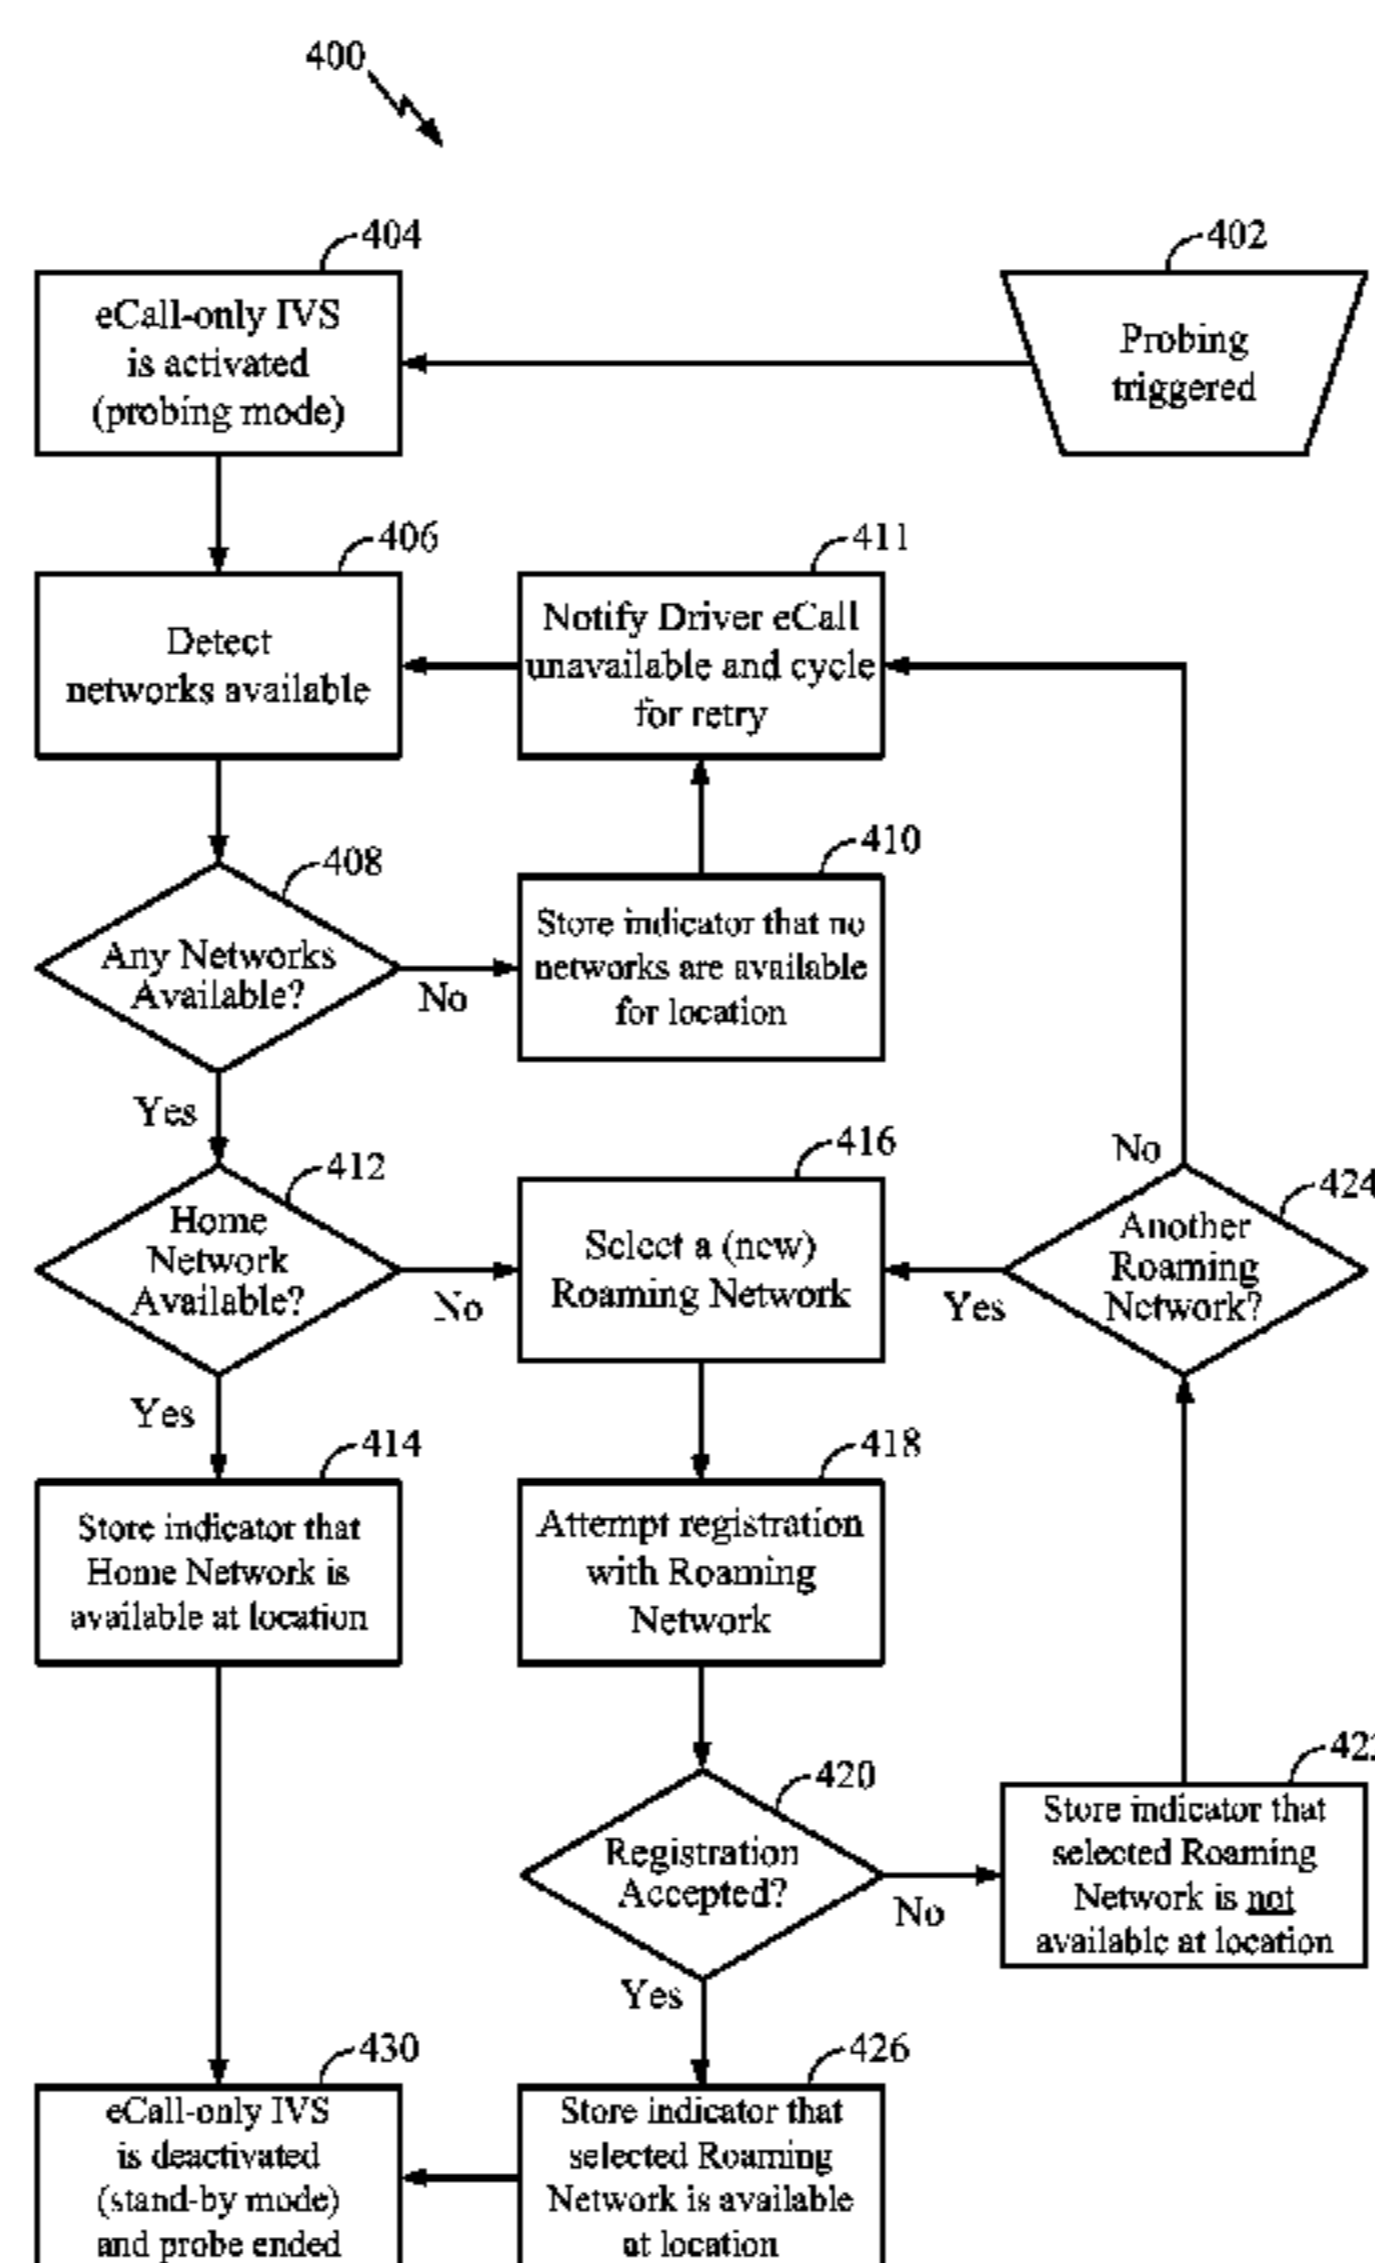 400
404
eCall-only IVS
is activated
(probing mode)
402
Probing
triggered
406
Detect
networks available
411
Notify Driver eCall
unavailable and cycle
for retry
408
Any Networks
Available?
No
Yes
410
Store indicator that no
networks are available
for location
412
Home
Network
Available?
No
Yes
416
Select a (new)
Roaming Network
424
Another
Roaming
Network?
No
Yes
414
Store indicator that
Home Network is
available at location
418
Attempt registration
with Roaming
Network
420
Registration
Accepted?
No
Yes
Store indicator that
selected Roaming
Network is not
available at location
430
eCall-only IVS
is deactivated
(stand-by mode)
and probe ended
426
Store indicator that
selected Roaming
Network is available
at location